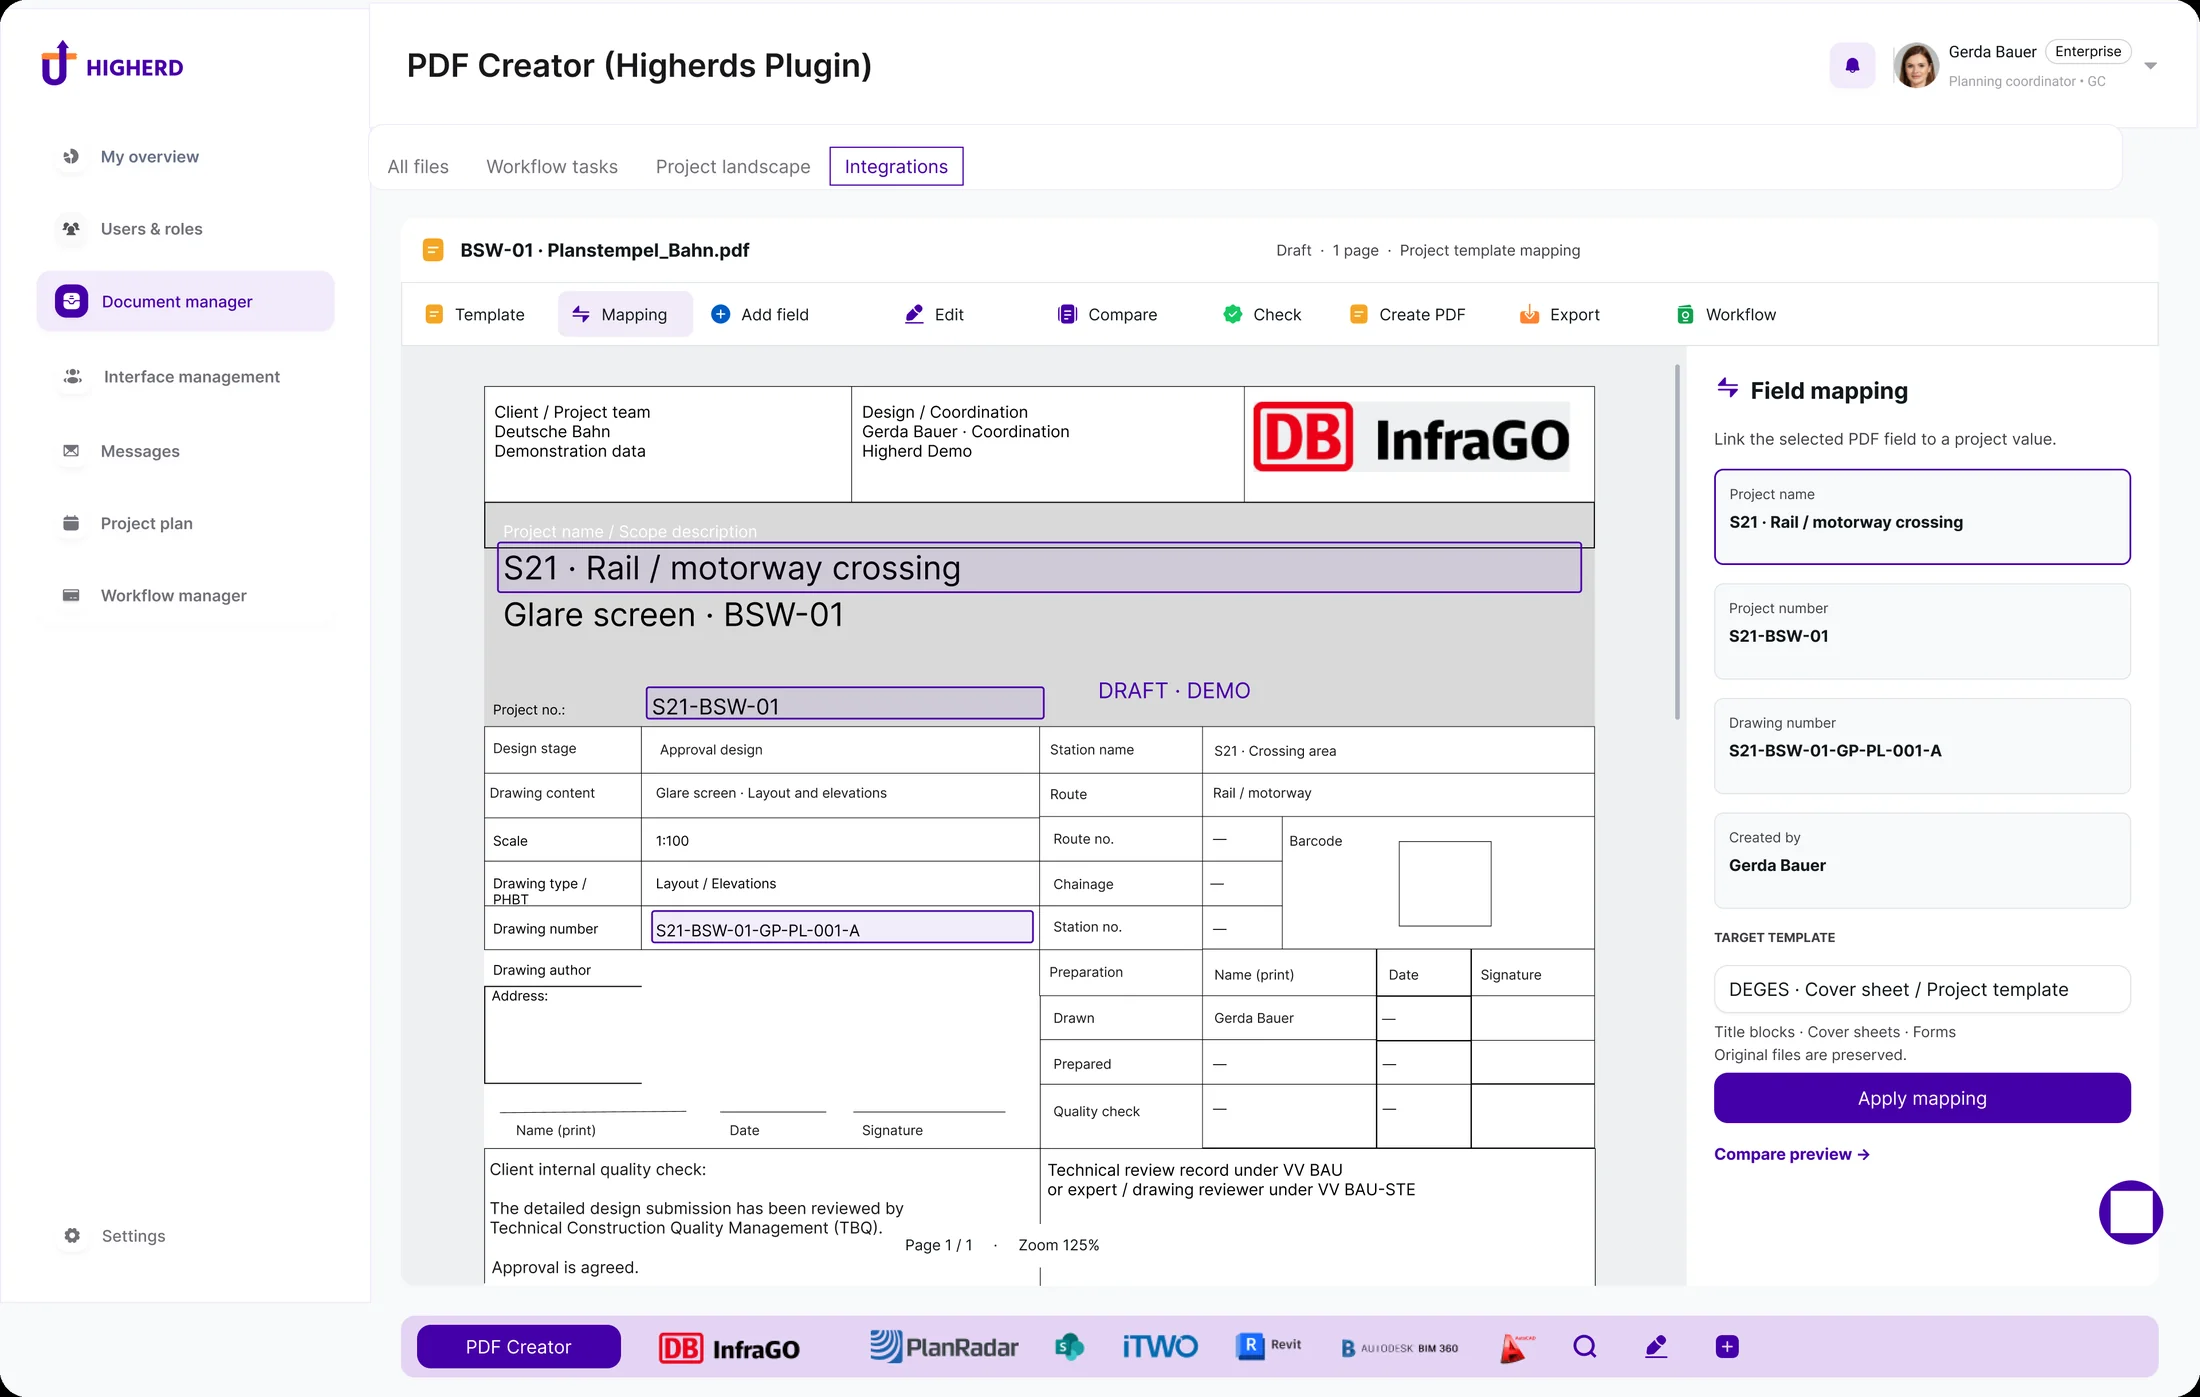 HIGHERD
PDF Creator (Higherds Plugin)
Gerda Bauer
Enterprise
Planning coordinator • GC
My overview
Users & roles
Document manager
Interface management
Messages
Project plan
Workflow manager
Settings
All files
Workflow tasks
Project landscape
Integrations
BSW-01 · Planstempel_Bahn.pdf
Draft · 1 page · Project template mapping
Template
Mapping
Add field
Edit
Compare
Check
Create PDF
Export
Workflow
Client / Project team
Deutsche Bahn
Demonstration data
Design / Coordination
Gerda Bauer · Coordination
Higherd Demo
DB InfraGO
Project name / Scope description
S21 · Rail / motorway crossing
Glare screen · BSW-01
DRAFT · DEMO
Project no.:
S21-BSW-01
Design stage
Approval design
Station name
S21 · Crossing area
Drawing content
Glare screen · Layout and elevations
Route
Rail / motorway
Scale
1:100
Route no.
—
Barcode
Drawing type /
PHBT
Layout / Elevations
Chainage
—
Drawing number
S21-BSW-01-GP-PL-001-A
Station no.
—
Drawing author
Address:
Preparation
Name (print)
Date
Signature
Drawn
Gerda Bauer
—
Prepared
—
—
Quality check
—
—
Name (print)
Date
Signature
Client internal quality check:
The detailed design submission has been reviewed by
Technical Construction Quality Management (TBQ).
Approval is agreed.
Technical review record under VV BAU
or expert / drawing reviewer under VV BAU-STE
Page 1 / 1 · Zoom 125%
Field mapping
Link the selected PDF field to a project value.
Project name
S21 · Rail / motorway crossing
Project number
S21-BSW-01
Drawing number
S21-BSW-01-GP-PL-001-A
Created by
Gerda Bauer
TARGET TEMPLATE
DEGES · Cover sheet / Project template
Title blocks · Cover sheets · Forms
Original files are preserved.
Apply mapping
Compare preview →
PDF Creator
DB InfraGO
PlanRadar
S
iTWO
R Revit
B AUTODESK BIM 360
AutoCAD